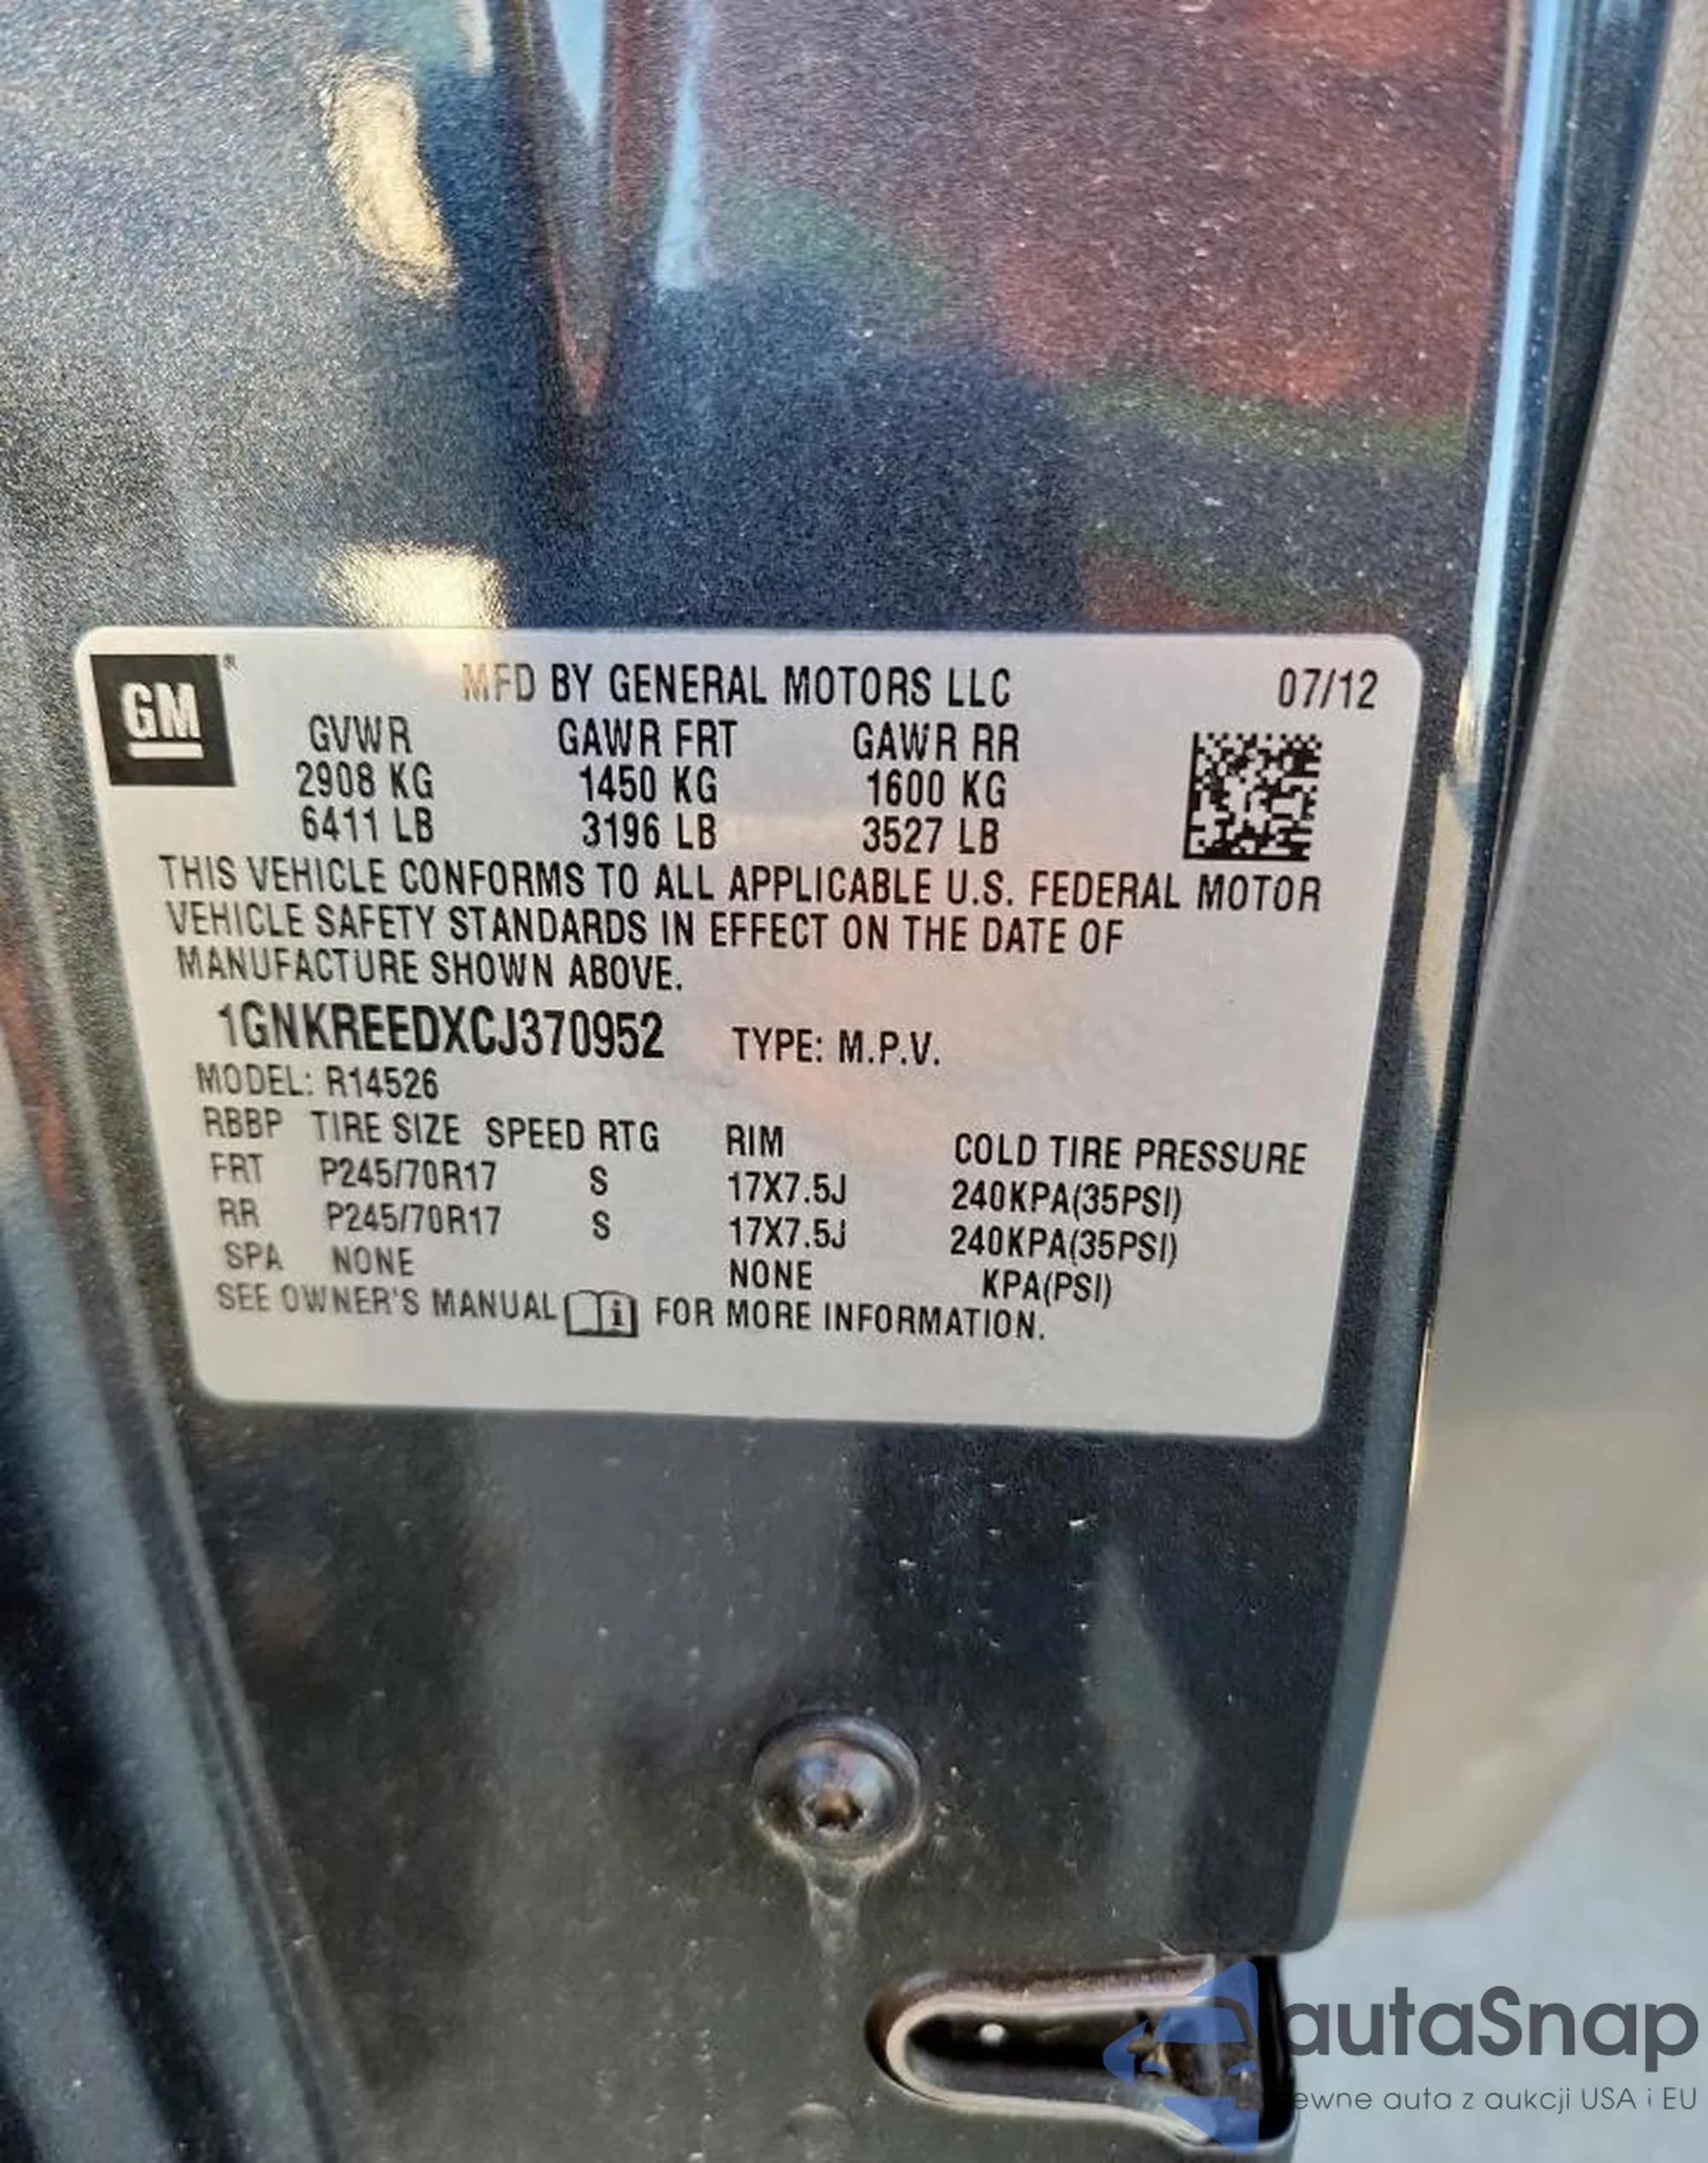 GM®
MFD BY GENERAL MOTORS LLC 07/12
GVWR GAWR FRT GAWR RR
2908 KG 1450 KG 1600 KG
6411 LB 3196 LB 3527 LB
THIS VEHICLE CONFORMS TO ALL APPLICABLE U.S. FEDERAL MOTOR
VEHICLE SAFETY STANDARDS IN EFFECT ON THE DATE OF
MANUFACTURE SHOWN ABOVE.
1GNKREEDXCJ370952 TYPE: M.P.V.
MODEL: R14526
RBBP TIRE SIZE SPEED RTG RIM COLD TIRE PRESSURE
FRT P245/70R17 S 17X7.5J 240KPA(35PSI)
RR P245/70R17 S 17X7.5J 240KPA(35PSI)
SPA NONE NONE KPA(PSI)
SEE OWNER'S MANUAL i FOR MORE INFORMATION.
autaSnap
ewne auta z aukcji USA i EU